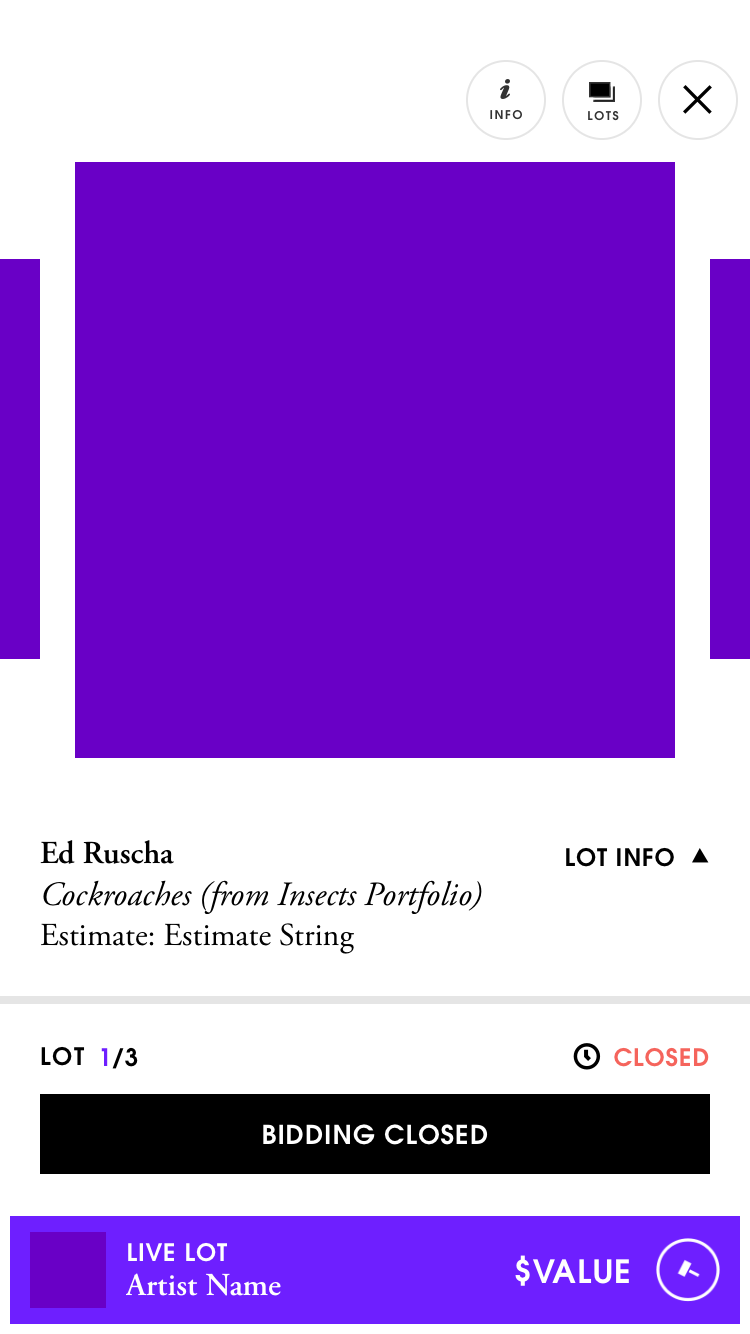 INFO
LOTS
Ed Ruscha
LOT INFO ▲
Cockroaches (from Insects Portfolio)
Estimate: Estimate String
LOT 1/3
CLOSED
BIDDING CLOSED
LIVE LOT
Artist Name
$VALUE